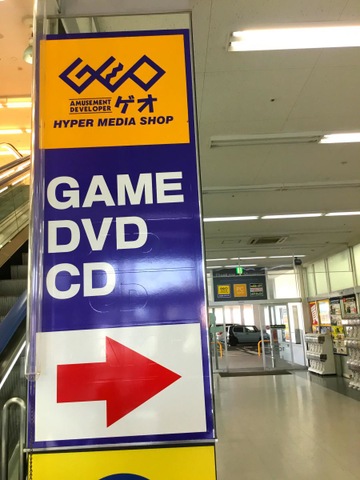 GEO
AMUSEMENT
DEVELOPER ゲオ
HYPER MEDIA SHOP
GAME
DVD
CD